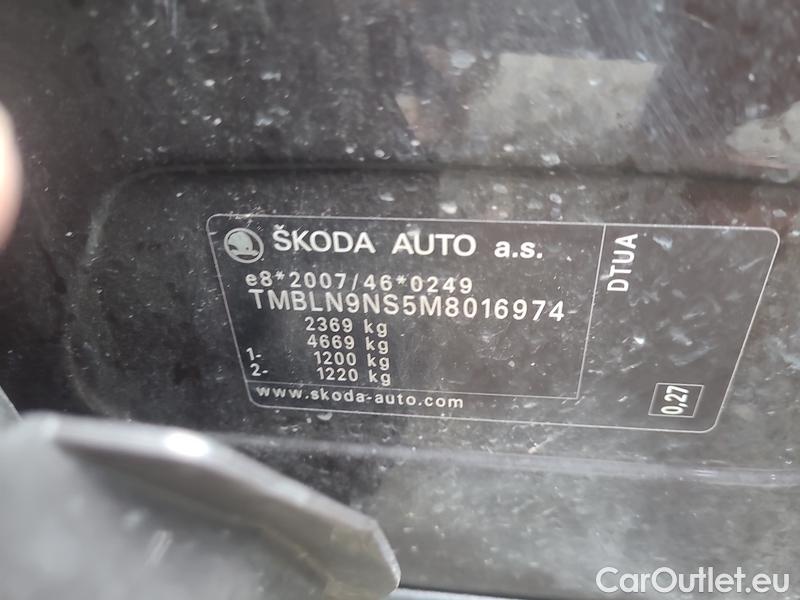 ŠKODA AUTO a.s.
e8*2007/46*0249
TMBLN9NS5M8016974
2369 kg
4669 kg
1- 1200 kg
2- 1220 kg
www.skoda-auto.com
DTUA
0,27
CarOutlet.eu